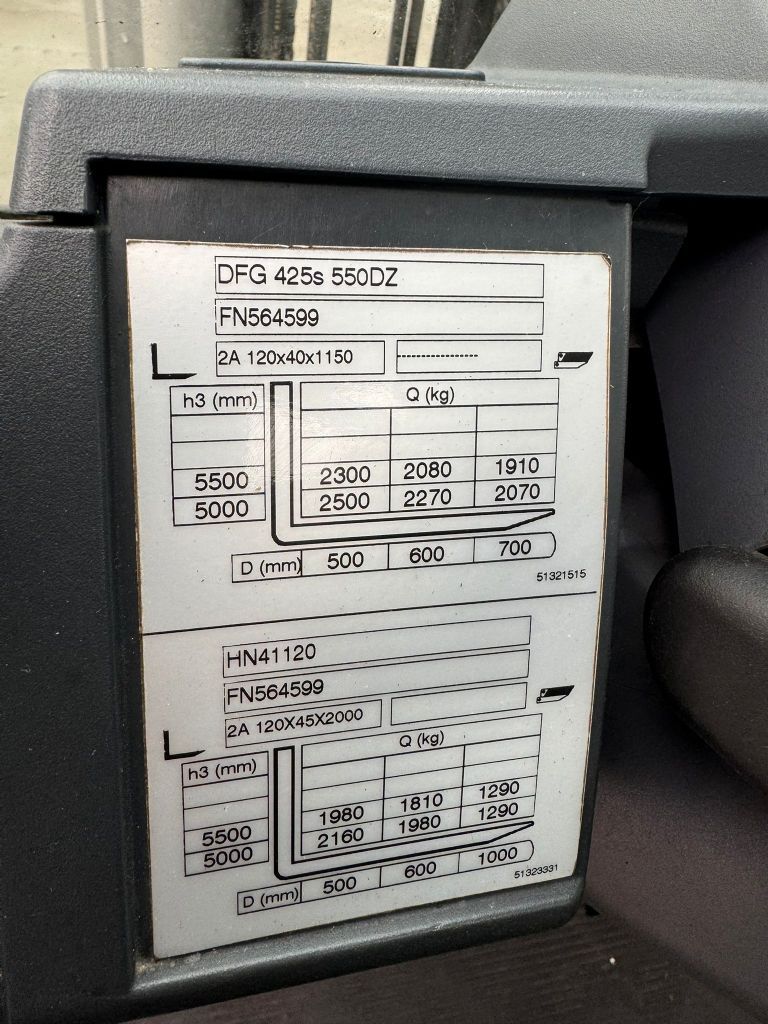 DFG 425s 550DZ
FN564599
2A 120x40x1150 --------------
h3 (mm) Q (kg)
5500 2300 2080 1910
5000 2500 2270 2070
D (mm) 500 600 700
51321515
HN41120
FN564599
2A 120X45X2000
h3 (mm) Q (kg)
5500 1980 1810 1290
5000 2160 1980 1290
D (mm) 500 600 1000
51323331